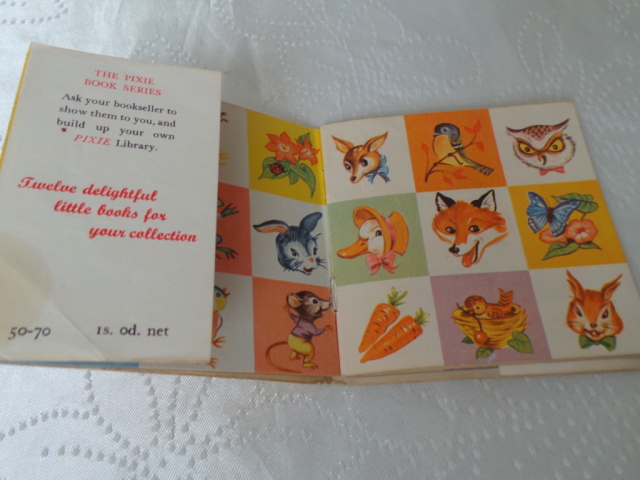 THE PIXIE
BOOK SERIES
Ask your bookseller to
show them to you, and
build up your own
PIXIE Library.
Twelve delightful
little books for
your collection
50-70 1s. 0d. net